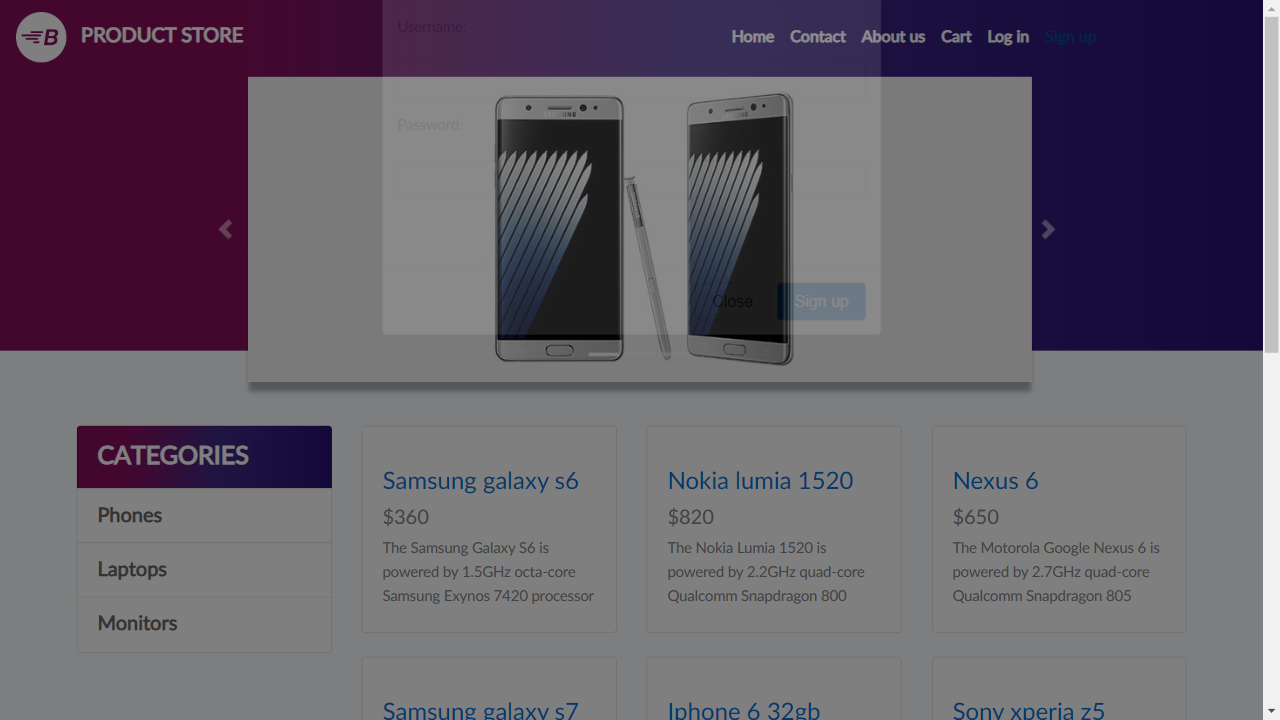 B PRODUCT STORE
Home Contact About us Cart Log in Sign up
Username:
SAMSUNG
SAMSUNG
Password:
Close Sign up
CATEGORIES
Phones
Laptops
Monitors
Samsung galaxy s6
$360
The Samsung Galaxy S6 is
powered by 1.5GHz octa-core
Samsung Exynos 7420 processor
Nokia lumia 1520
$820
The Nokia Lumia 1520 is
powered by 2.2GHz quad-core
Qualcomm Snapdragon 800
Nexus 6
$650
The Motorola Google Nexus 6 is
powered by 2.7GHz quad-core
Qualcomm Snapdragon 805
Samsung galaxy s7
Iphone 6 32gb
Sony xperia z5